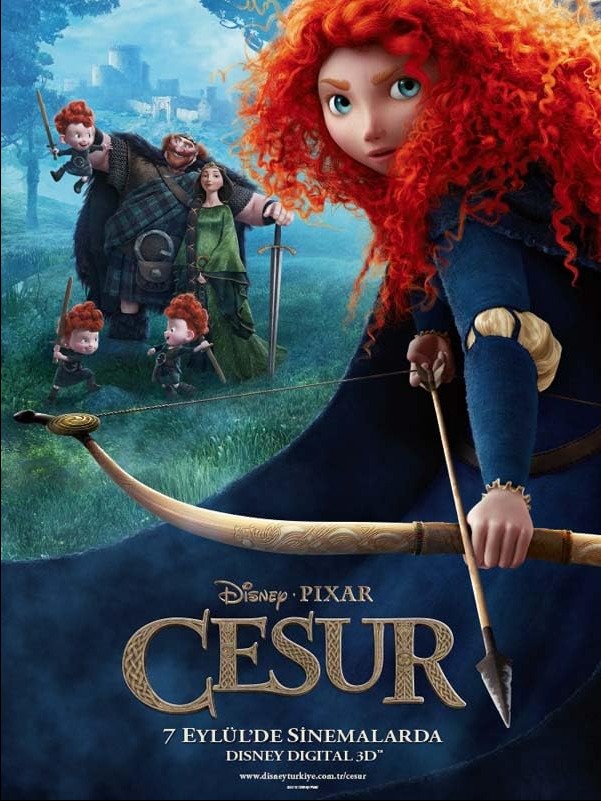 Disney · PIXAR
CESUR
7 EYLÜL'DE SİNEMALARDA
DISNEY DIGITAL 3D™
www.disneyturkiye.com.tr/cesur